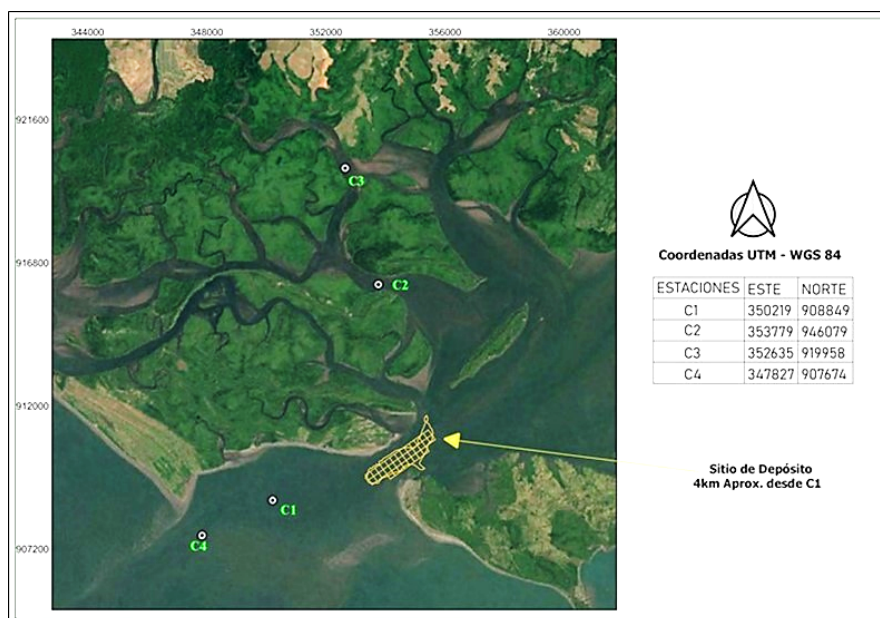 344000 348000 352000 356000 360000
921600
916800
912000
907200
C3
C2
C1
C4
Coordenadas UTM - WGS 84
ESTACIONES ESTE NORTE
C1 350219 908849
C2 353779 946079
C3 352635 919958
C4 347827 907674
Sitio de Depósito
4km Aprox. desde C1